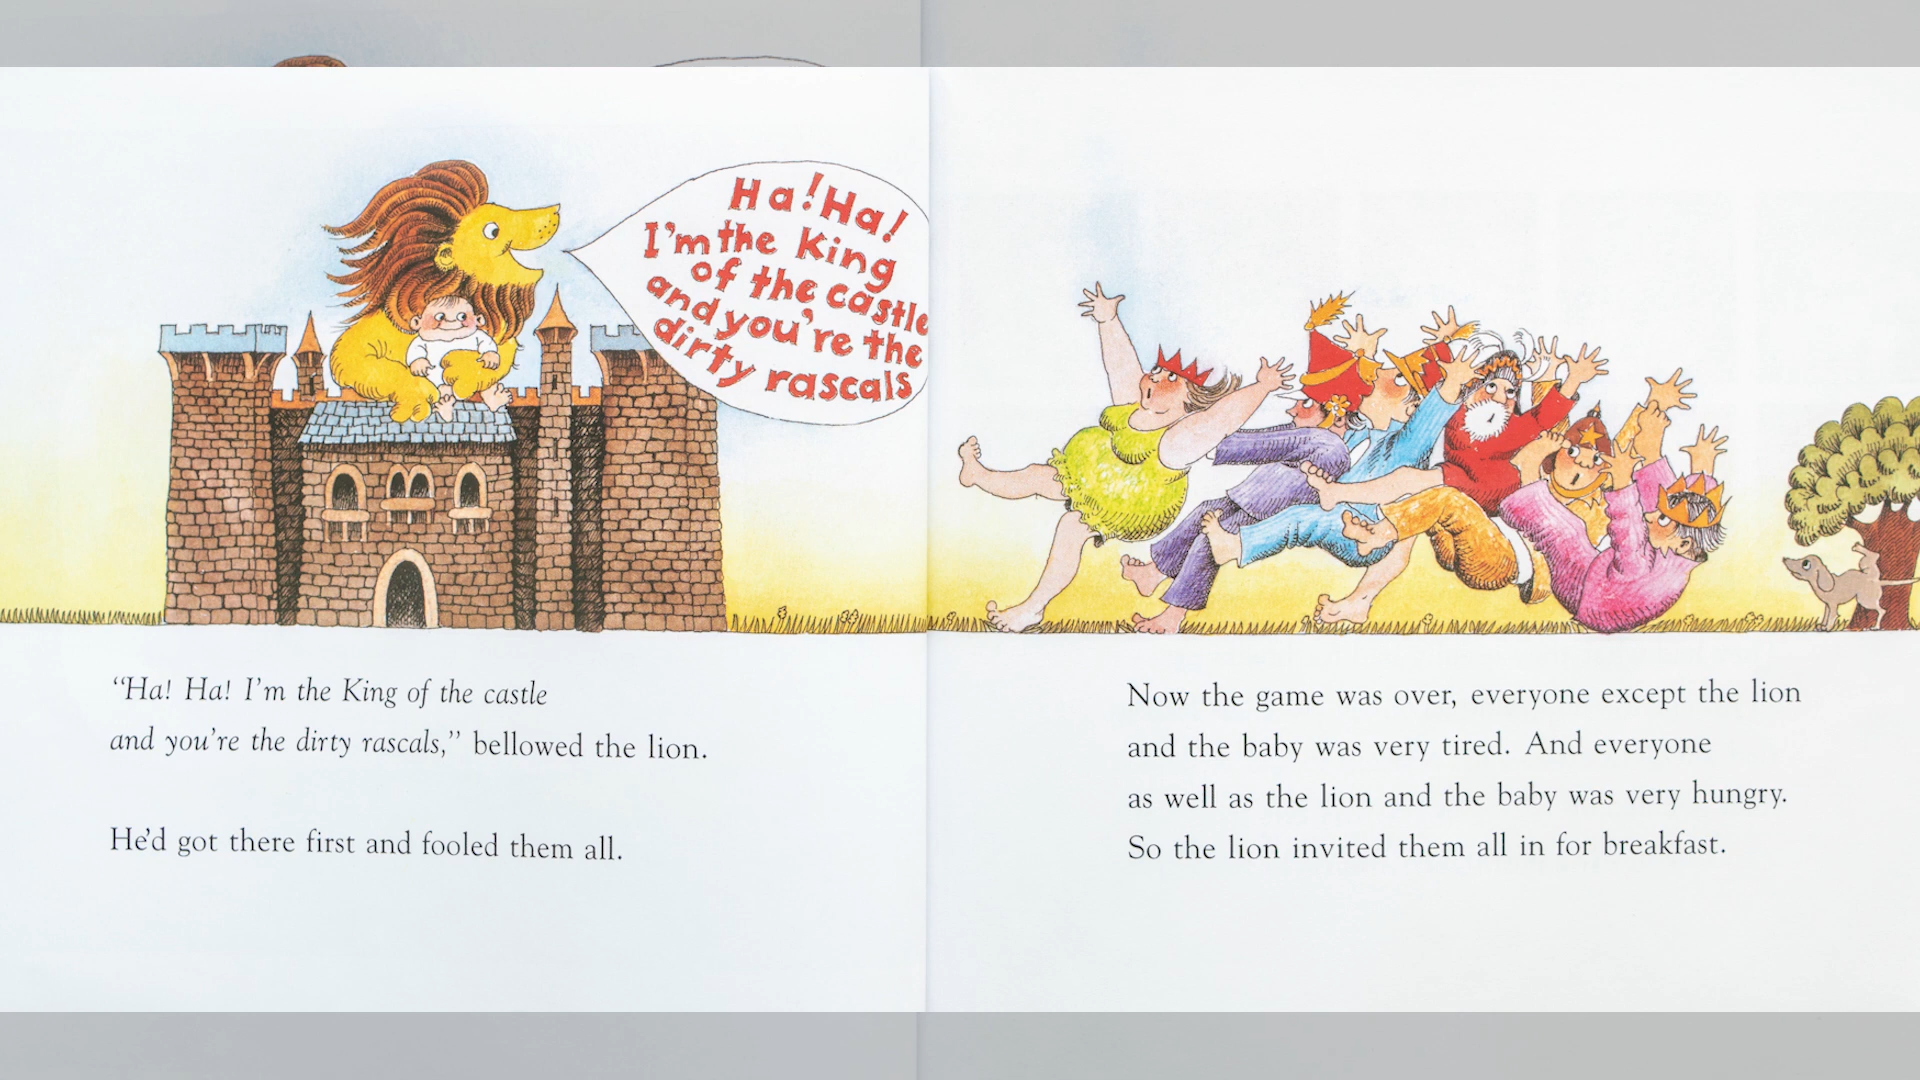 Ha! Ha!
I'm the King
of the castle
and you're the
dirty rascals
“Ha! Ha! I'm the King of the castle
and you're the dirty rascals,” bellowed the lion.
He'd got there first and fooled them all.
Now the game was over, everyone except the lion
and the baby was very tired. And everyone
as well as the lion and the baby was very hungry.
So the lion invited them all in for breakfast.